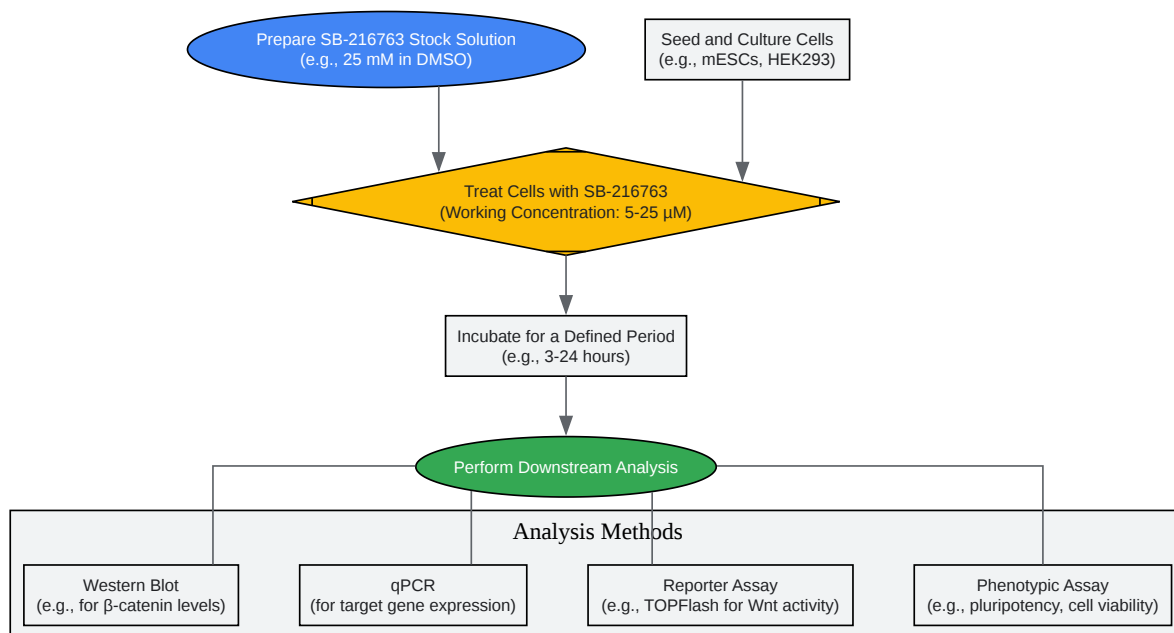 Prepare SB-216763 Stock Solution
(e.g., 25 mM in DMSO)
Seed and Culture Cells
(e.g., mESCs, HEK293)
Treat Cells with SB-216763
(Working Concentration: 5-25 µM)
Incubate for a Defined Period
(e.g., 3-24 hours)
Perform Downstream Analysis
Analysis Methods
Western Blot
(e.g., for β-catenin levels)
qPCR
(for target gene expression)
Reporter Assay
(e.g., TOPFlash for Wnt activity)
Phenotypic Assay
(e.g., pluripotency, cell viability)